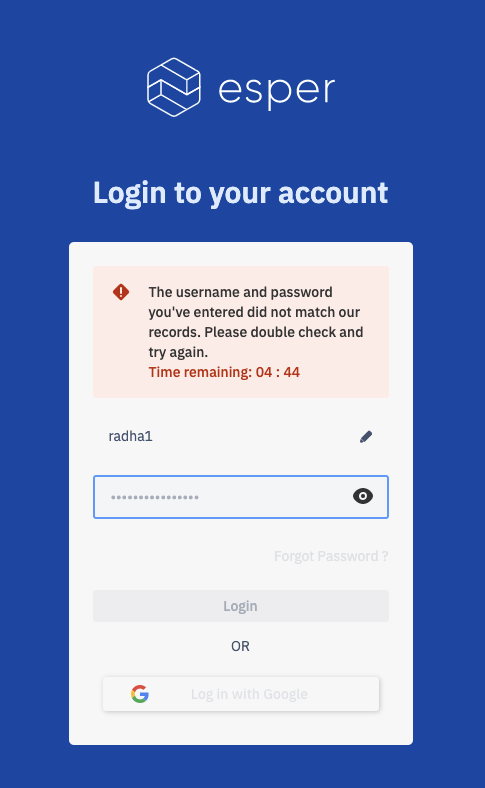 esper
Login to your account
The username and password
you've entered did not match our
records. Please double check and
try again.
Time remaining: 04 : 44
radha1
••••••••••••••••
Forgot Password ?
Login
OR
Log in with Google